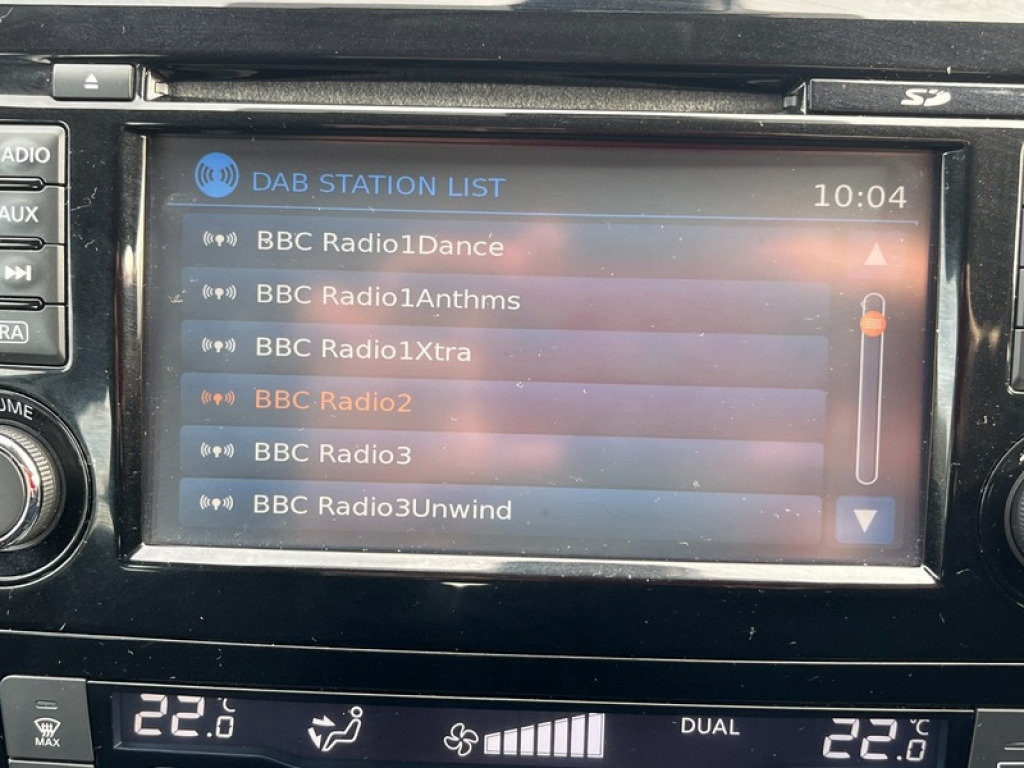 SD
ADIO
DAB STATION LIST 10:04
BBC Radio1Dance
AUX
BBC Radio1Anthms
RA
BBC Radio1Xtra
BBC Radio2
UME
BBC Radio3
BBC Radio3Unwind
22.0°C DUAL 22.0°C
MAX